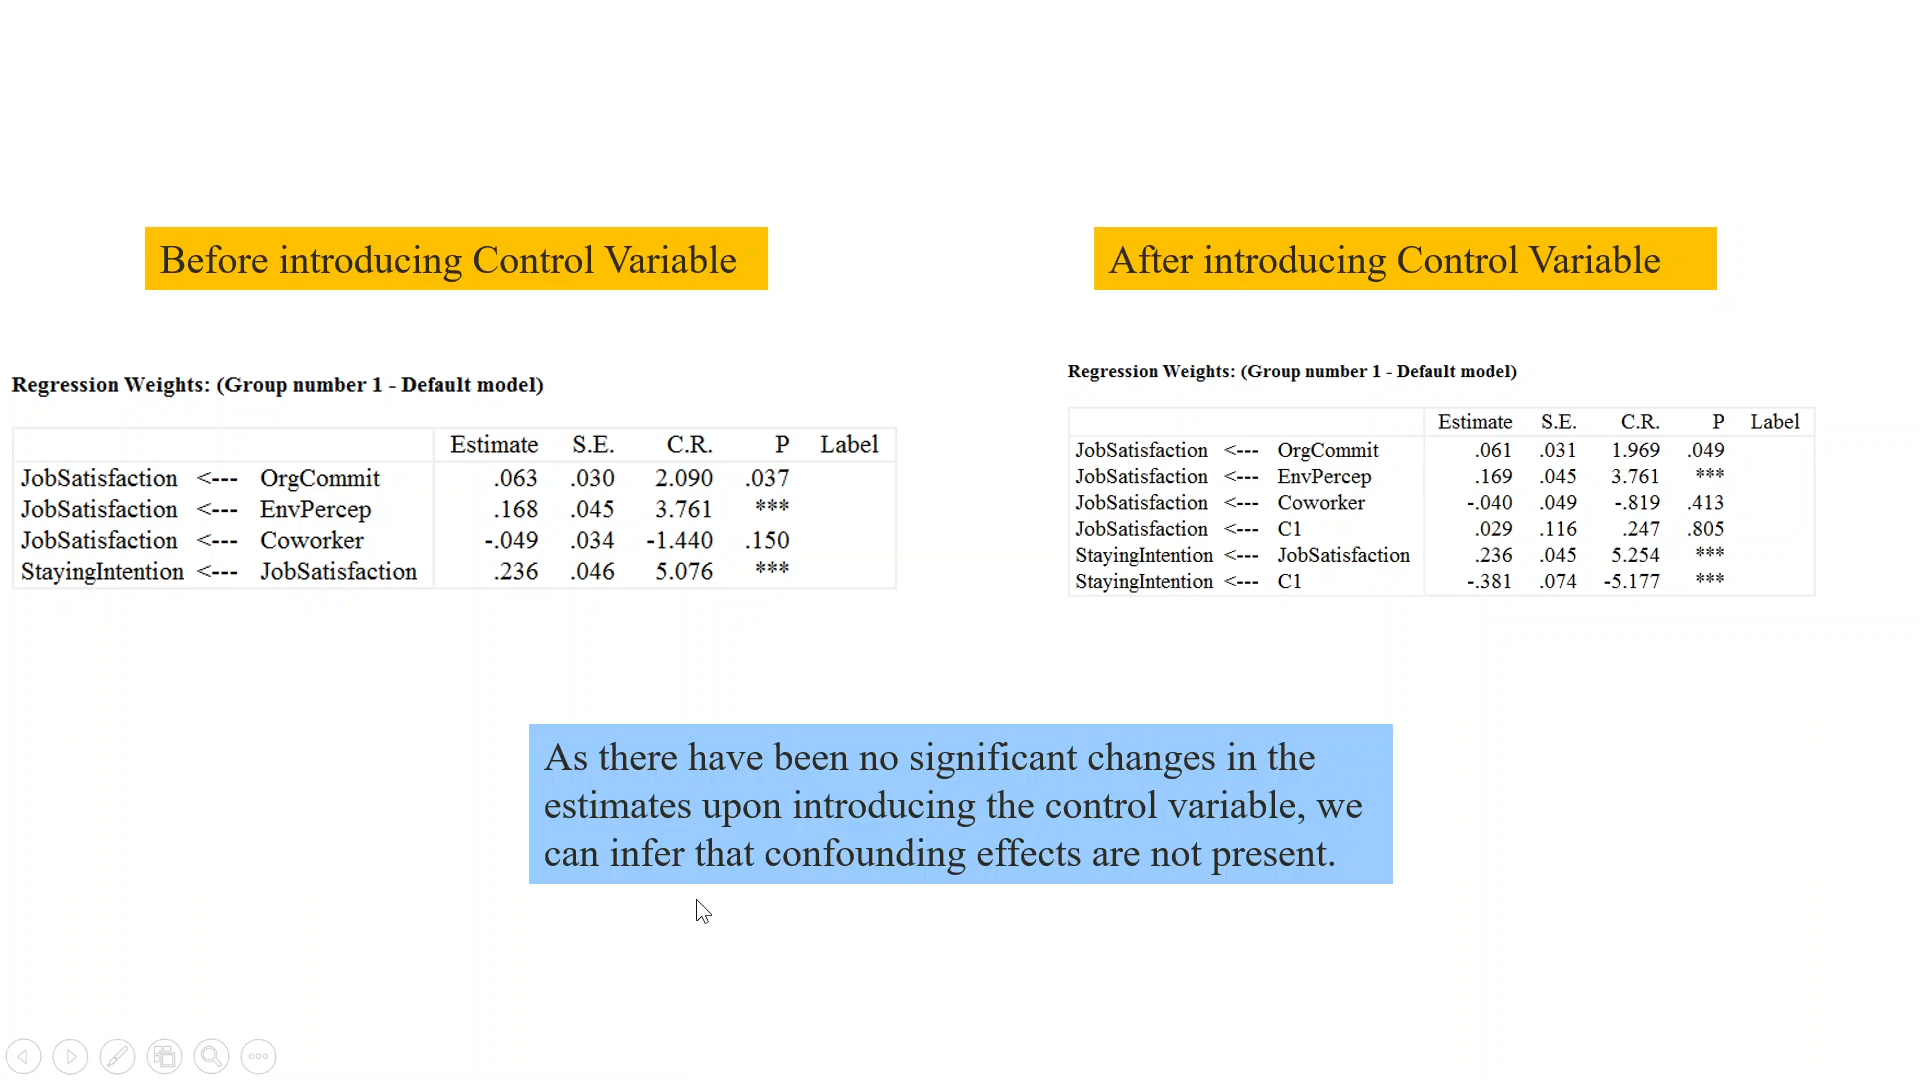 Before introducing Control Variable
After introducing Control Variable
Regression Weights: (Group number 1 - Default model)
Estimate S.E. C.R. P Label
JobSatisfaction <--- OrgCommit .063 .030 2.090 .037
JobSatisfaction <--- EnvPercep .168 .045 3.761 ***
JobSatisfaction <--- Coworker -.049 .034 -1.440 .150
StayingIntention <--- JobSatisfaction .236 .046 5.076 ***
Regression Weights: (Group number 1 - Default model)
Estimate S.E. C.R. P Label
JobSatisfaction <--- OrgCommit .061 .031 1.969 .049
JobSatisfaction <--- EnvPercep .169 .045 3.761 ***
JobSatisfaction <--- Coworker -.040 .049 -.819 .413
JobSatisfaction <--- C1 .029 .116 .247 .805
StayingIntention <--- JobSatisfaction .236 .045 5.254 ***
StayingIntention <--- C1 -.381 .074 -5.177 ***
As there have been no significant changes in the
estimates upon introducing the control variable, we
can infer that confounding effects are not present.